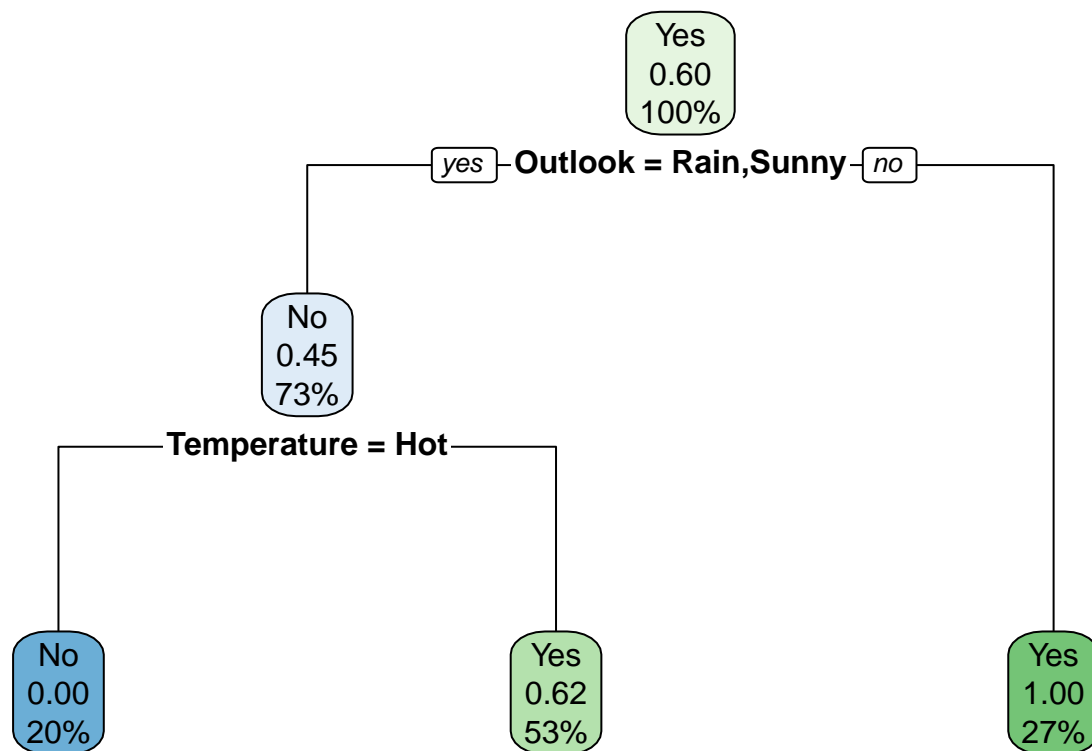 Yes
0.60
100%
yes Outlook = Rain,Sunny no
No
0.45
73%
Temperature = Hot
No
0.00
20%
Yes
0.62
53%
Yes
1.00
27%